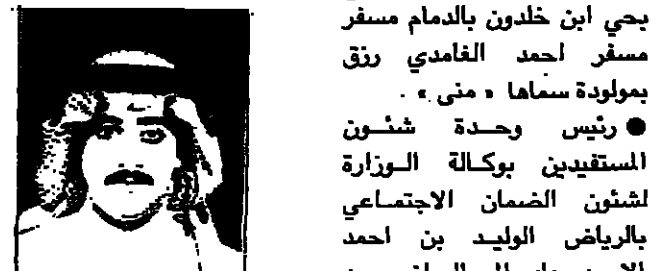 بحي ابن خلدون بالدمام مسفر
مسفر احمد الغامدي رزق
بمولودة سماها « منى » .
● رئيس وحدة شئون
المستفيدين بوكالة الوزارة
لشئون الضمان الاجتماعي
بالرياض الوليد بن احمد